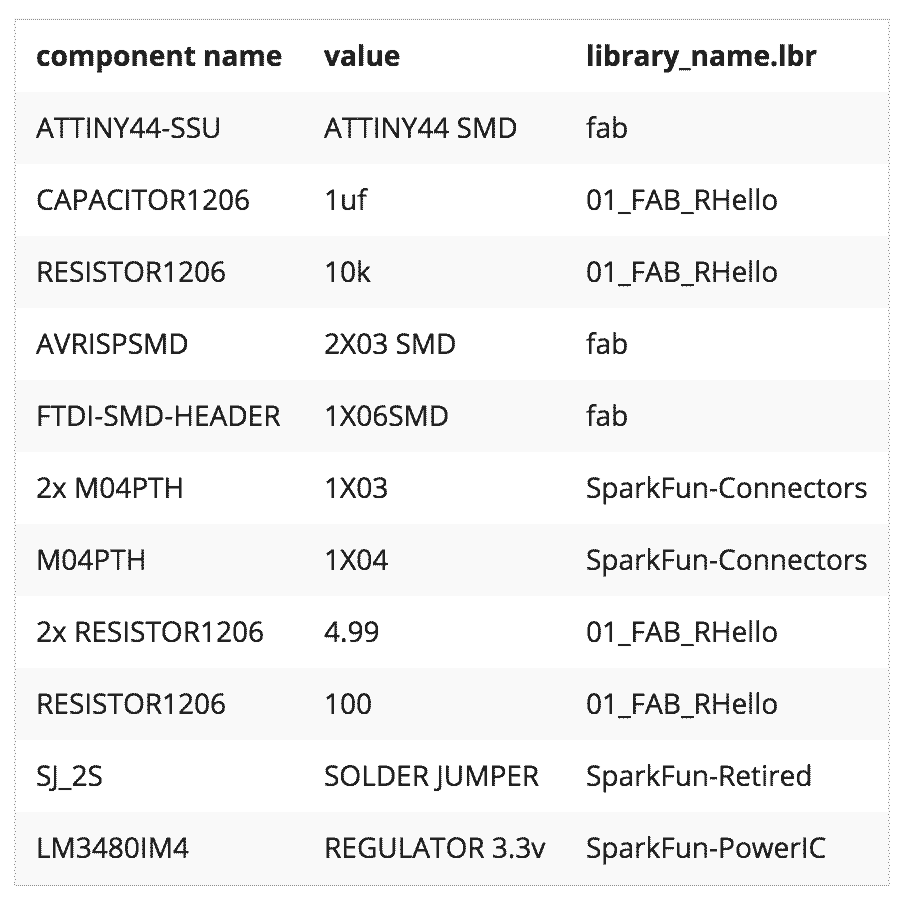 component name value library_name.lbr
ATTINY44-SSU ATTINY44 SMD fab
CAPACITOR1206 1uf 01_FAB_RHello
RESISTOR1206 10k 01_FAB_RHello
AVRISPSMD 2X03 SMD fab
FTDI-SMD-HEADER 1X06SMD fab
2x M04PTH 1X03 SparkFun-Connectors
M04PTH 1X04 SparkFun-Connectors
2x RESISTOR1206 4.99 01_FAB_RHello
RESISTOR1206 100 01_FAB_RHello
SJ_2S SOLDER JUMPER SparkFun-Retired
LM3480IM4 REGULATOR 3.3v SparkFun-PowerIC